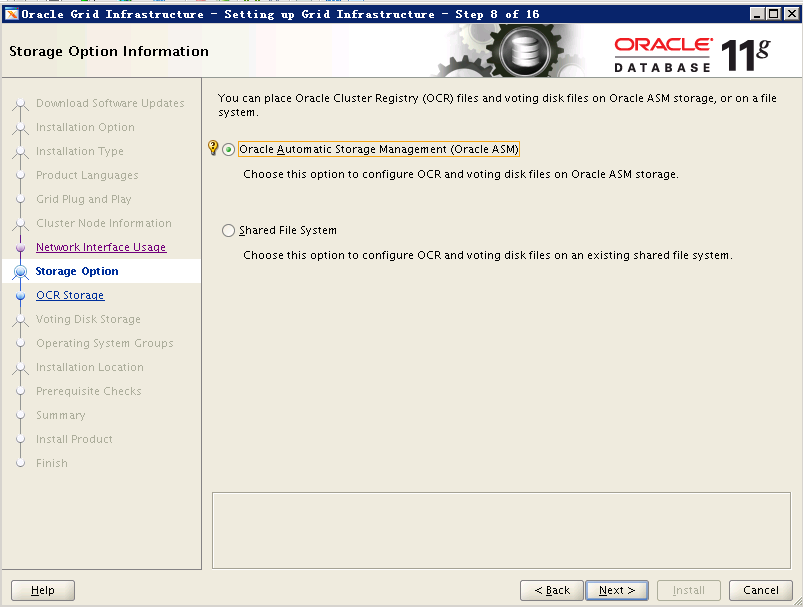 Oracle Grid Infrastructure - Setting up Grid Infrastructure - Step 8 of 16
Storage Option Information
ORACLE
DATABASE
11g
Download Software Updates
Installation Option
Installation Type
Product Languages
Grid Plug and Play
Cluster Node Information
Network Interface Usage
Storage Option
OCR Storage
Voting Disk Storage
Operating System Groups
Installation Location
Prerequisite Checks
Summary
Install Product
Finish
You can place Oracle Cluster Registry (OCR) files and voting disk files on Oracle ASM storage, or on a file
system.
Oracle Automatic Storage Management (Oracle ASM)
Choose this option to configure OCR and voting disk files on Oracle ASM storage.
Shared File System
Choose this option to configure OCR and voting disk files on an existing shared file system.
Help
< Back
Next >
Install
Cancel